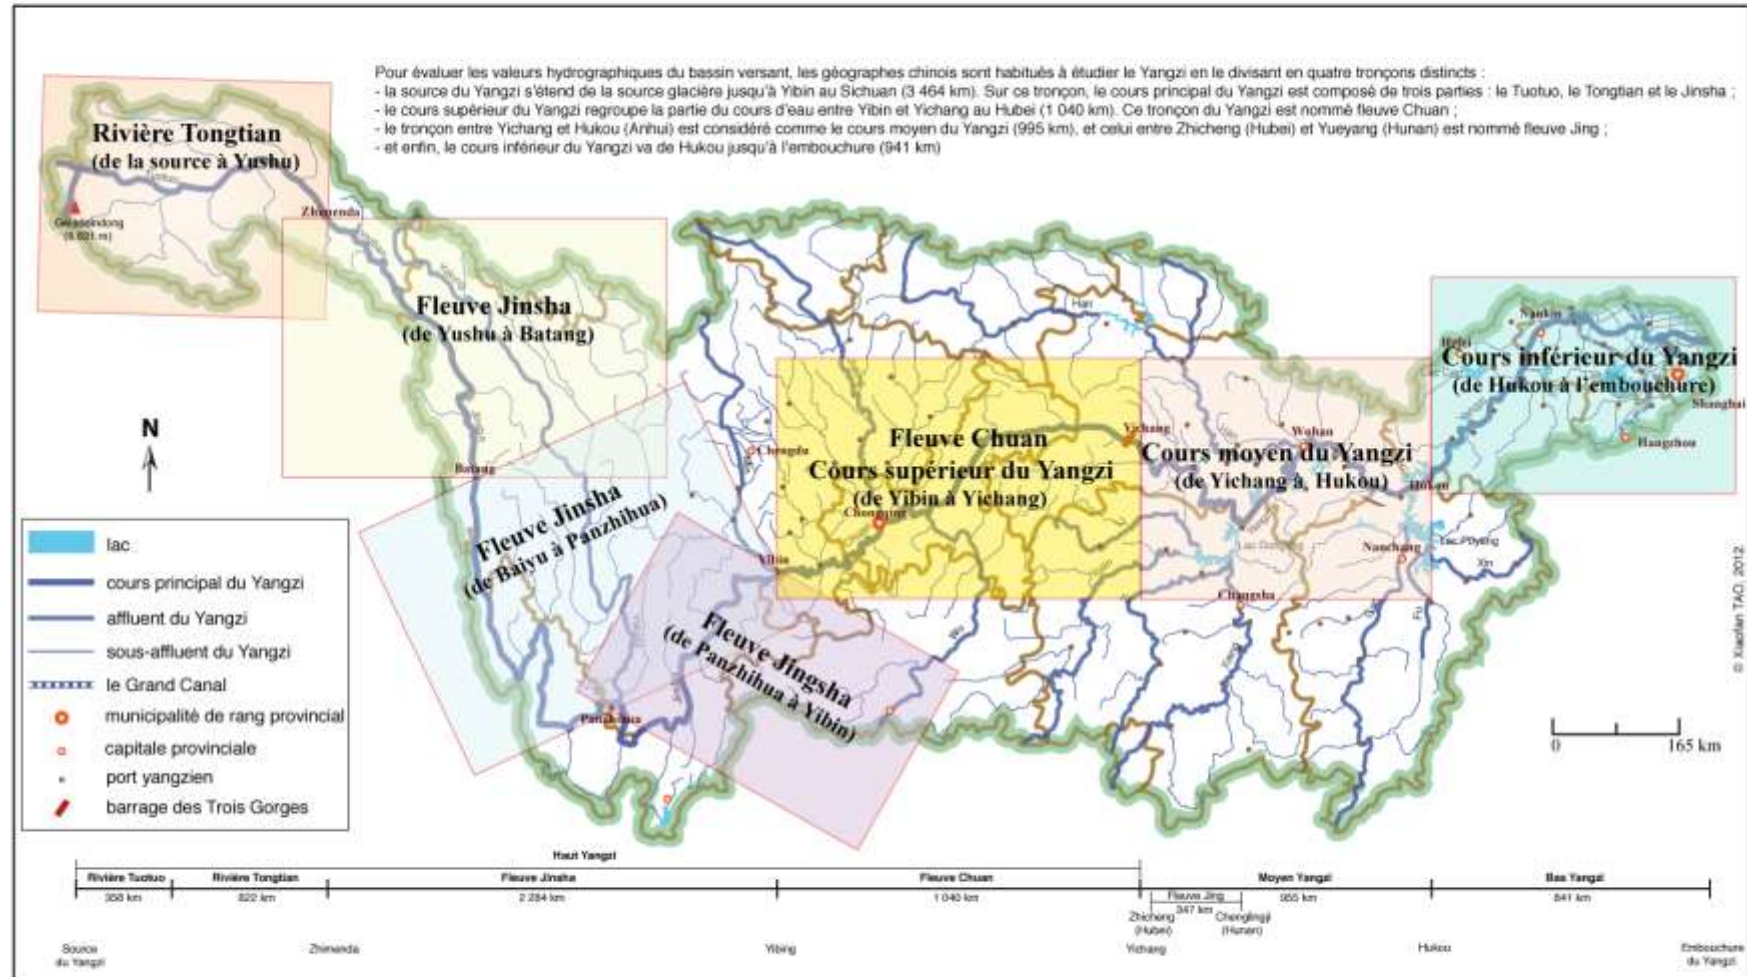 Pour évaluer les valeurs hydrographiques du bassin versant, les géographes chinois sont habitués à étudier le Yangzi en le divisant en quatre tronçons distincts :
- la source du Yangzi s'étend de la source glacière jusqu'à Yibin au Sichuan (3 464 km). Sur ce tronçon, le cours principal du Yangzi est composé de trois parties : le Tuotuo, le Tongtian et le Jinsha ;
- le cours supérieur du Yangzi regroupe la partie du cours d'eau entre Yibin et Yichang au Hubei (1 040 km). Ce tronçon du Yangzi est nommé fleuve Chuan ;
- le tronçon entre Yichang et Hukou (Anhui) est considéré comme le cours moyen du Yangzi (995 km), et celui entre Zhicheng (Hubei) et Yueyang (Hunan) est nommé fleuve Jing ;
- et enfin, le cours inférieur du Yangzi va de Hukou jusqu'à l'embouchure (941 km)
Rivière Tongtian
(de la source à Yushu)
Zhimenda
Fleuve Jinsha
(de Yushu à Batang)
Han
Nankin
Hefei
Cours inférieur du Yangzi
(de Hukou à l'embouchure)
Shanghai
Hangzhou
N
Batang
Chengdu
Fleuve Chuan
Cours supérieur du Yangzi
(de Yibin à Yichang)
Chongqing
Yichang
Wuhan
Cours moyen du Yangzi
(de Yichang à Hukou)
Hukou
Fleuve Jinsha
(de Baiyu à Panzhihua)
Yibin
Nanchang
Lac Poyang
Xin
Changsha
Fu
Wu
Fleuve Jingsha
(de Panzhihua à Yibin)
Panzhihua
lac
cours principal du Yangzi
affluent du Yangzi
sous-affluent du Yangzi
le Grand Canal
municipalité de rang provincial
capitale provinciale
port yangzien
barrage des Trois Gorges
0 165 km
© Xiaofan TAO, 2012
Haut Yangzi
Rivière Tuotuo Rivière Tongtian Fleuve Jinsha Fleuve Chuan Moyen Yangzi Bas Yangzi
822 km 2 284 km 1 040 km
Fleuve Jing
347 km
Zhicheng
(Hubei)
Chenglingji
(Hunan)
Source
du Yangzi
Zhimenda
Yibing
Yichang
Hukou
Embouchure
du Yangzi